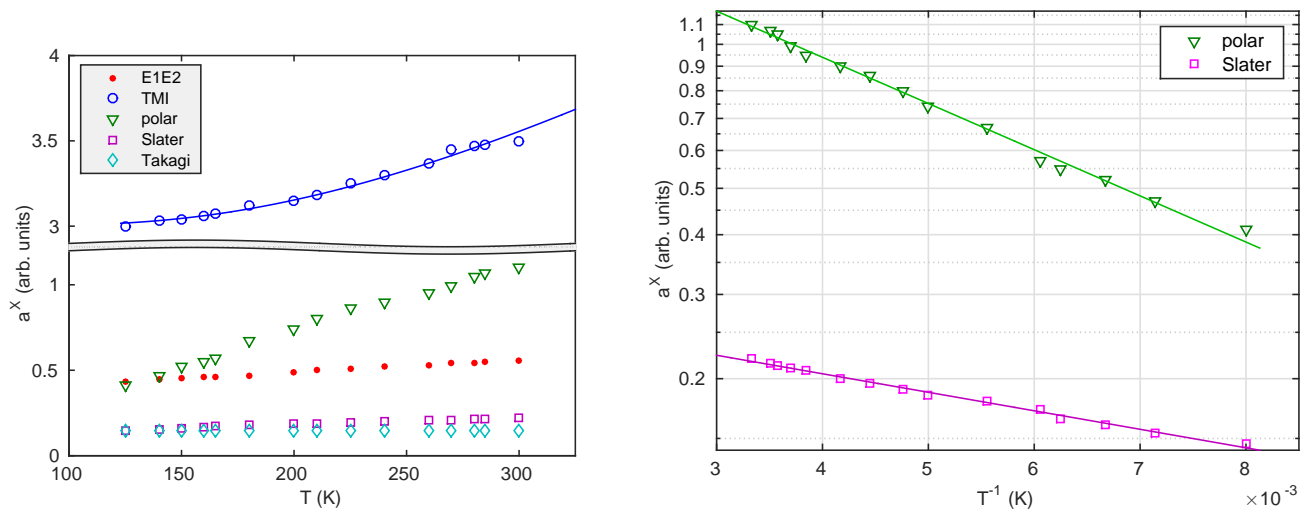 4
3.5
3
1
0.5
0
100
150
200
250
300
T (K)
a^X (arb. units)
E1E2
TMI
polar
Slater
Takagi
1.1
1
0.9
0.8
0.7
0.6
0.5
0.4
0.3
0.2
3
4
5
6
7
8
T^-1 (K)
×10^-3
a^X (arb. units)
polar
Slater